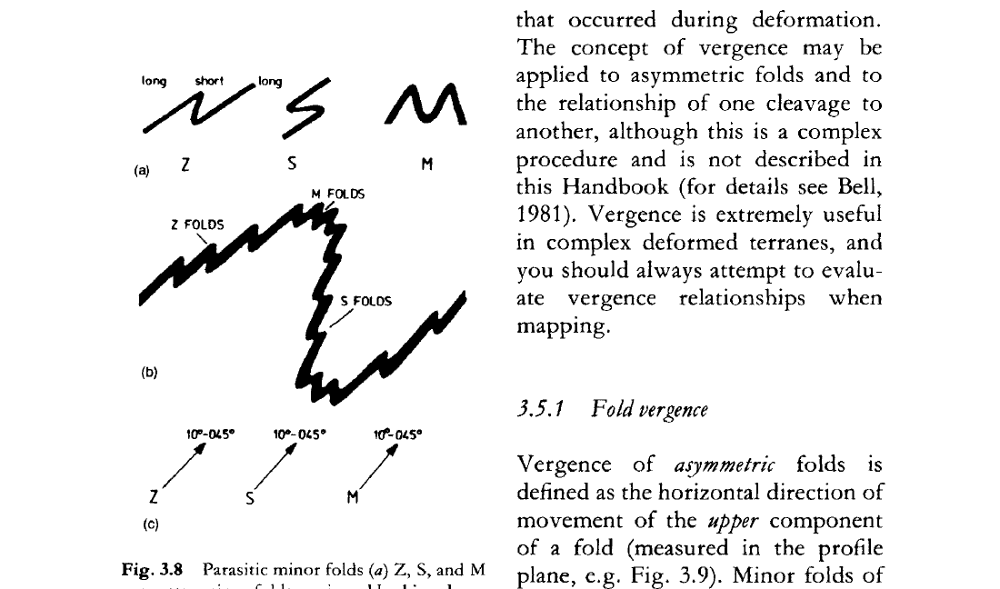 long short long
Z S M
(a)
M FOLDS
Z FOLDS
S FOLDS
(b)
10°-045° 10°-045° 10°-045°
Z S M
(c)
Fig. 3.8 Parasitic minor folds (a) Z, S, and M
that occurred during deformation.
The concept of vergence may be
applied to asymmetric folds and to
the relationship of one cleavage to
another, although this is a complex
procedure and is not described in
this Handbook (for details see Bell,
1981). Vergence is extremely useful
in complex deformed terranes, and
you should always attempt to evalu-
ate vergence relationships when
mapping.
3.5.1 Fold vergence
Vergence of asymmetric folds is
defined as the horizontal direction of
movement of the upper component
of a fold (measured in the profile
plane, e.g. Fig. 3.9). Minor folds of